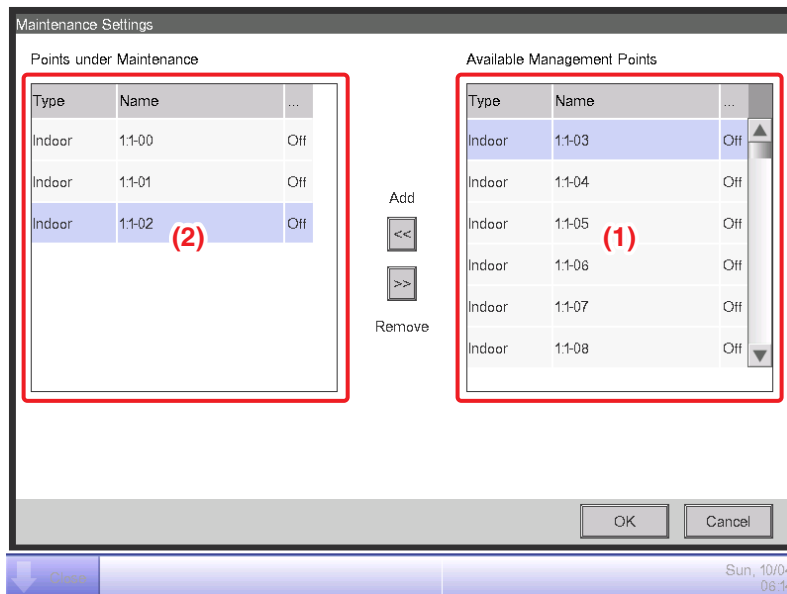 Maintenance Settings
Points under Maintenance
Available Management Points
Type Name ...
Type Name ...
Indoor 1:1-00 Off
Indoor 1:1-03 Off
Indoor 1:1-01 Off
Indoor 1:1-04 Off
Add
Indoor 1:1-02 Off
(2)
<<
Indoor 1:1-05 Off
(1)
Indoor 1:1-06 Off
>>
Indoor 1:1-07 Off
Remove
Indoor 1:1-08 Off
OK
Cancel
Close
Sun, 10/0
06:1